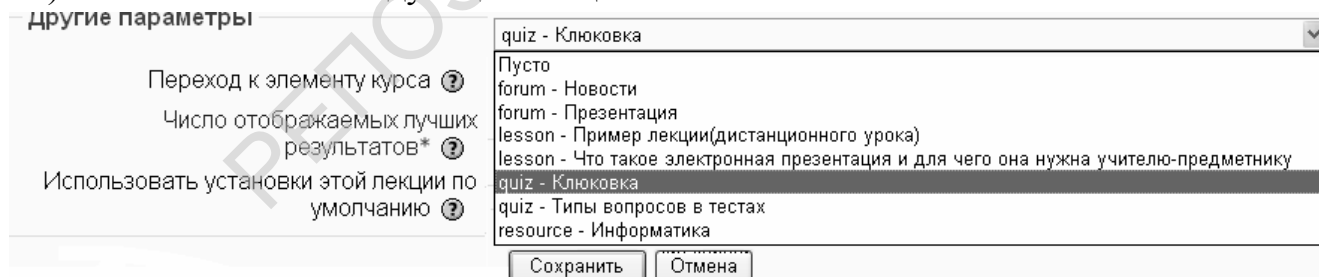 Другие параметры
quiz - Клюковка
Переход к элементу курса
Число отображаемых лучших
результатов*
Использовать установки этой лекции по
умолчанию
Пусто
forum - Новости
forum - Презентация
lesson - Пример лекции(дистанционного урока)
lesson - Что такое электронная презентация и для чего она нужна учителю-предметнику
quiz - Клюковка
quiz - Типы вопросов в тестах
resource - Информатика
Сохранить Отмена